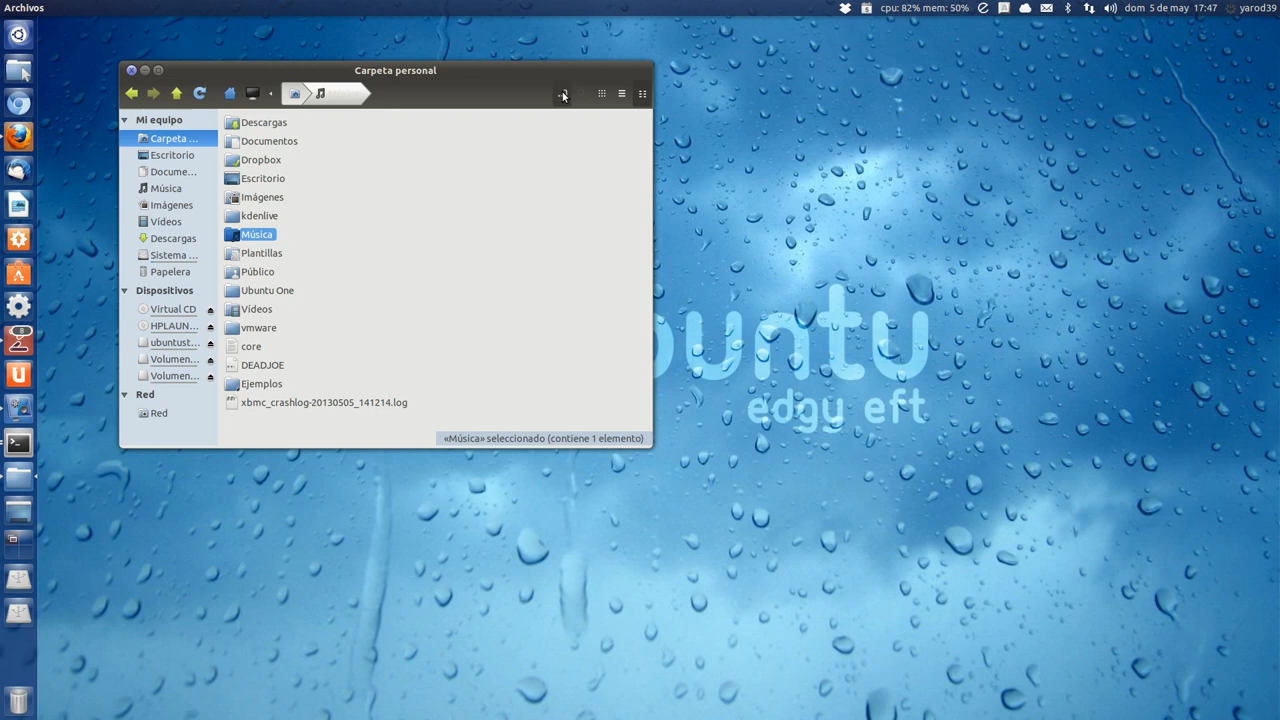 Archivos
cpu: 82% mem: 50%
dom 5 de may 17:47
yarod39
Carpeta personal
Mi equipo
Carpeta ...
Escritorio
Docume...
Música
Imágenes
Vídeos
Descargas
Sistema ...
Papelera
Dispositivos
Virtual CD
HPLAUN...
ubuntust...
Volumen...
Volumen...
Red
Red
Descargas
Documentos
Dropbox
Escritorio
Imágenes
kdenlive
Música
Plantillas
Público
Ubuntu One
Vídeos
vmware
core
DEADJOE
Ejemplos
xbmc_crashlog-20130505_141214.log
«Música» seleccionado (contiene 1 elemento)
8
buntu
edgy eft